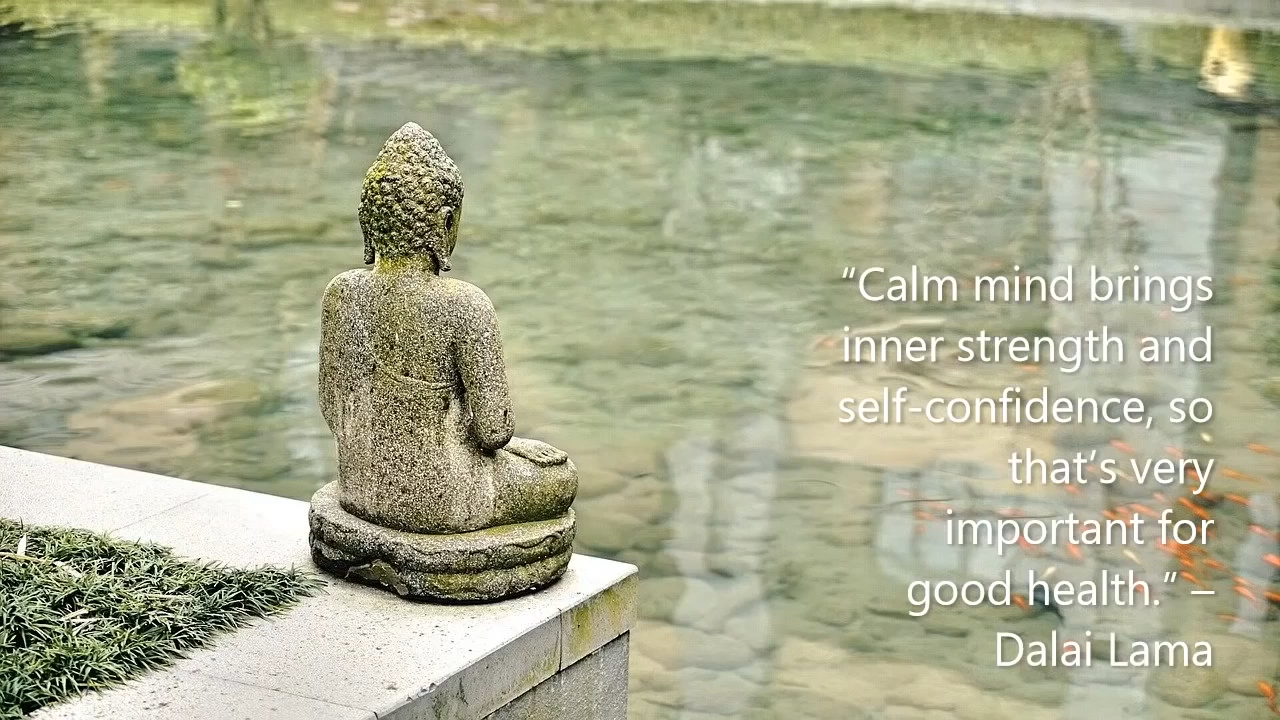 “Calm mind brings
inner strength and
self-confidence, so
that’s very
important for
good health.” –
Dalai Lama